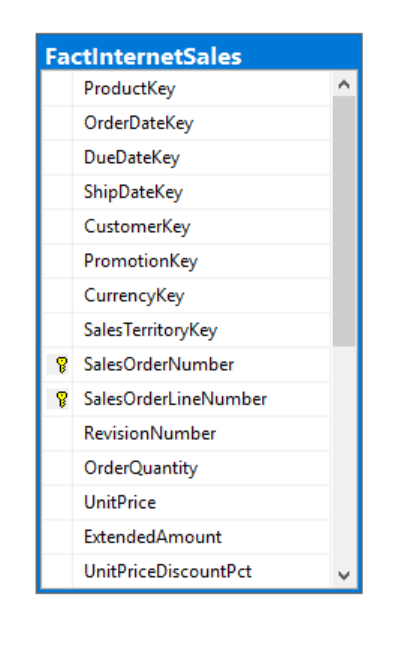 FactInternetSales
ProductKey
OrderDateKey
DueDateKey
ShipDateKey
CustomerKey
PromotionKey
CurrencyKey
SalesTerritoryKey
SalesOrderNumber
SalesOrderLineNumber
RevisionNumber
OrderQuantity
UnitPrice
ExtendedAmount
UnitPriceDiscountPct